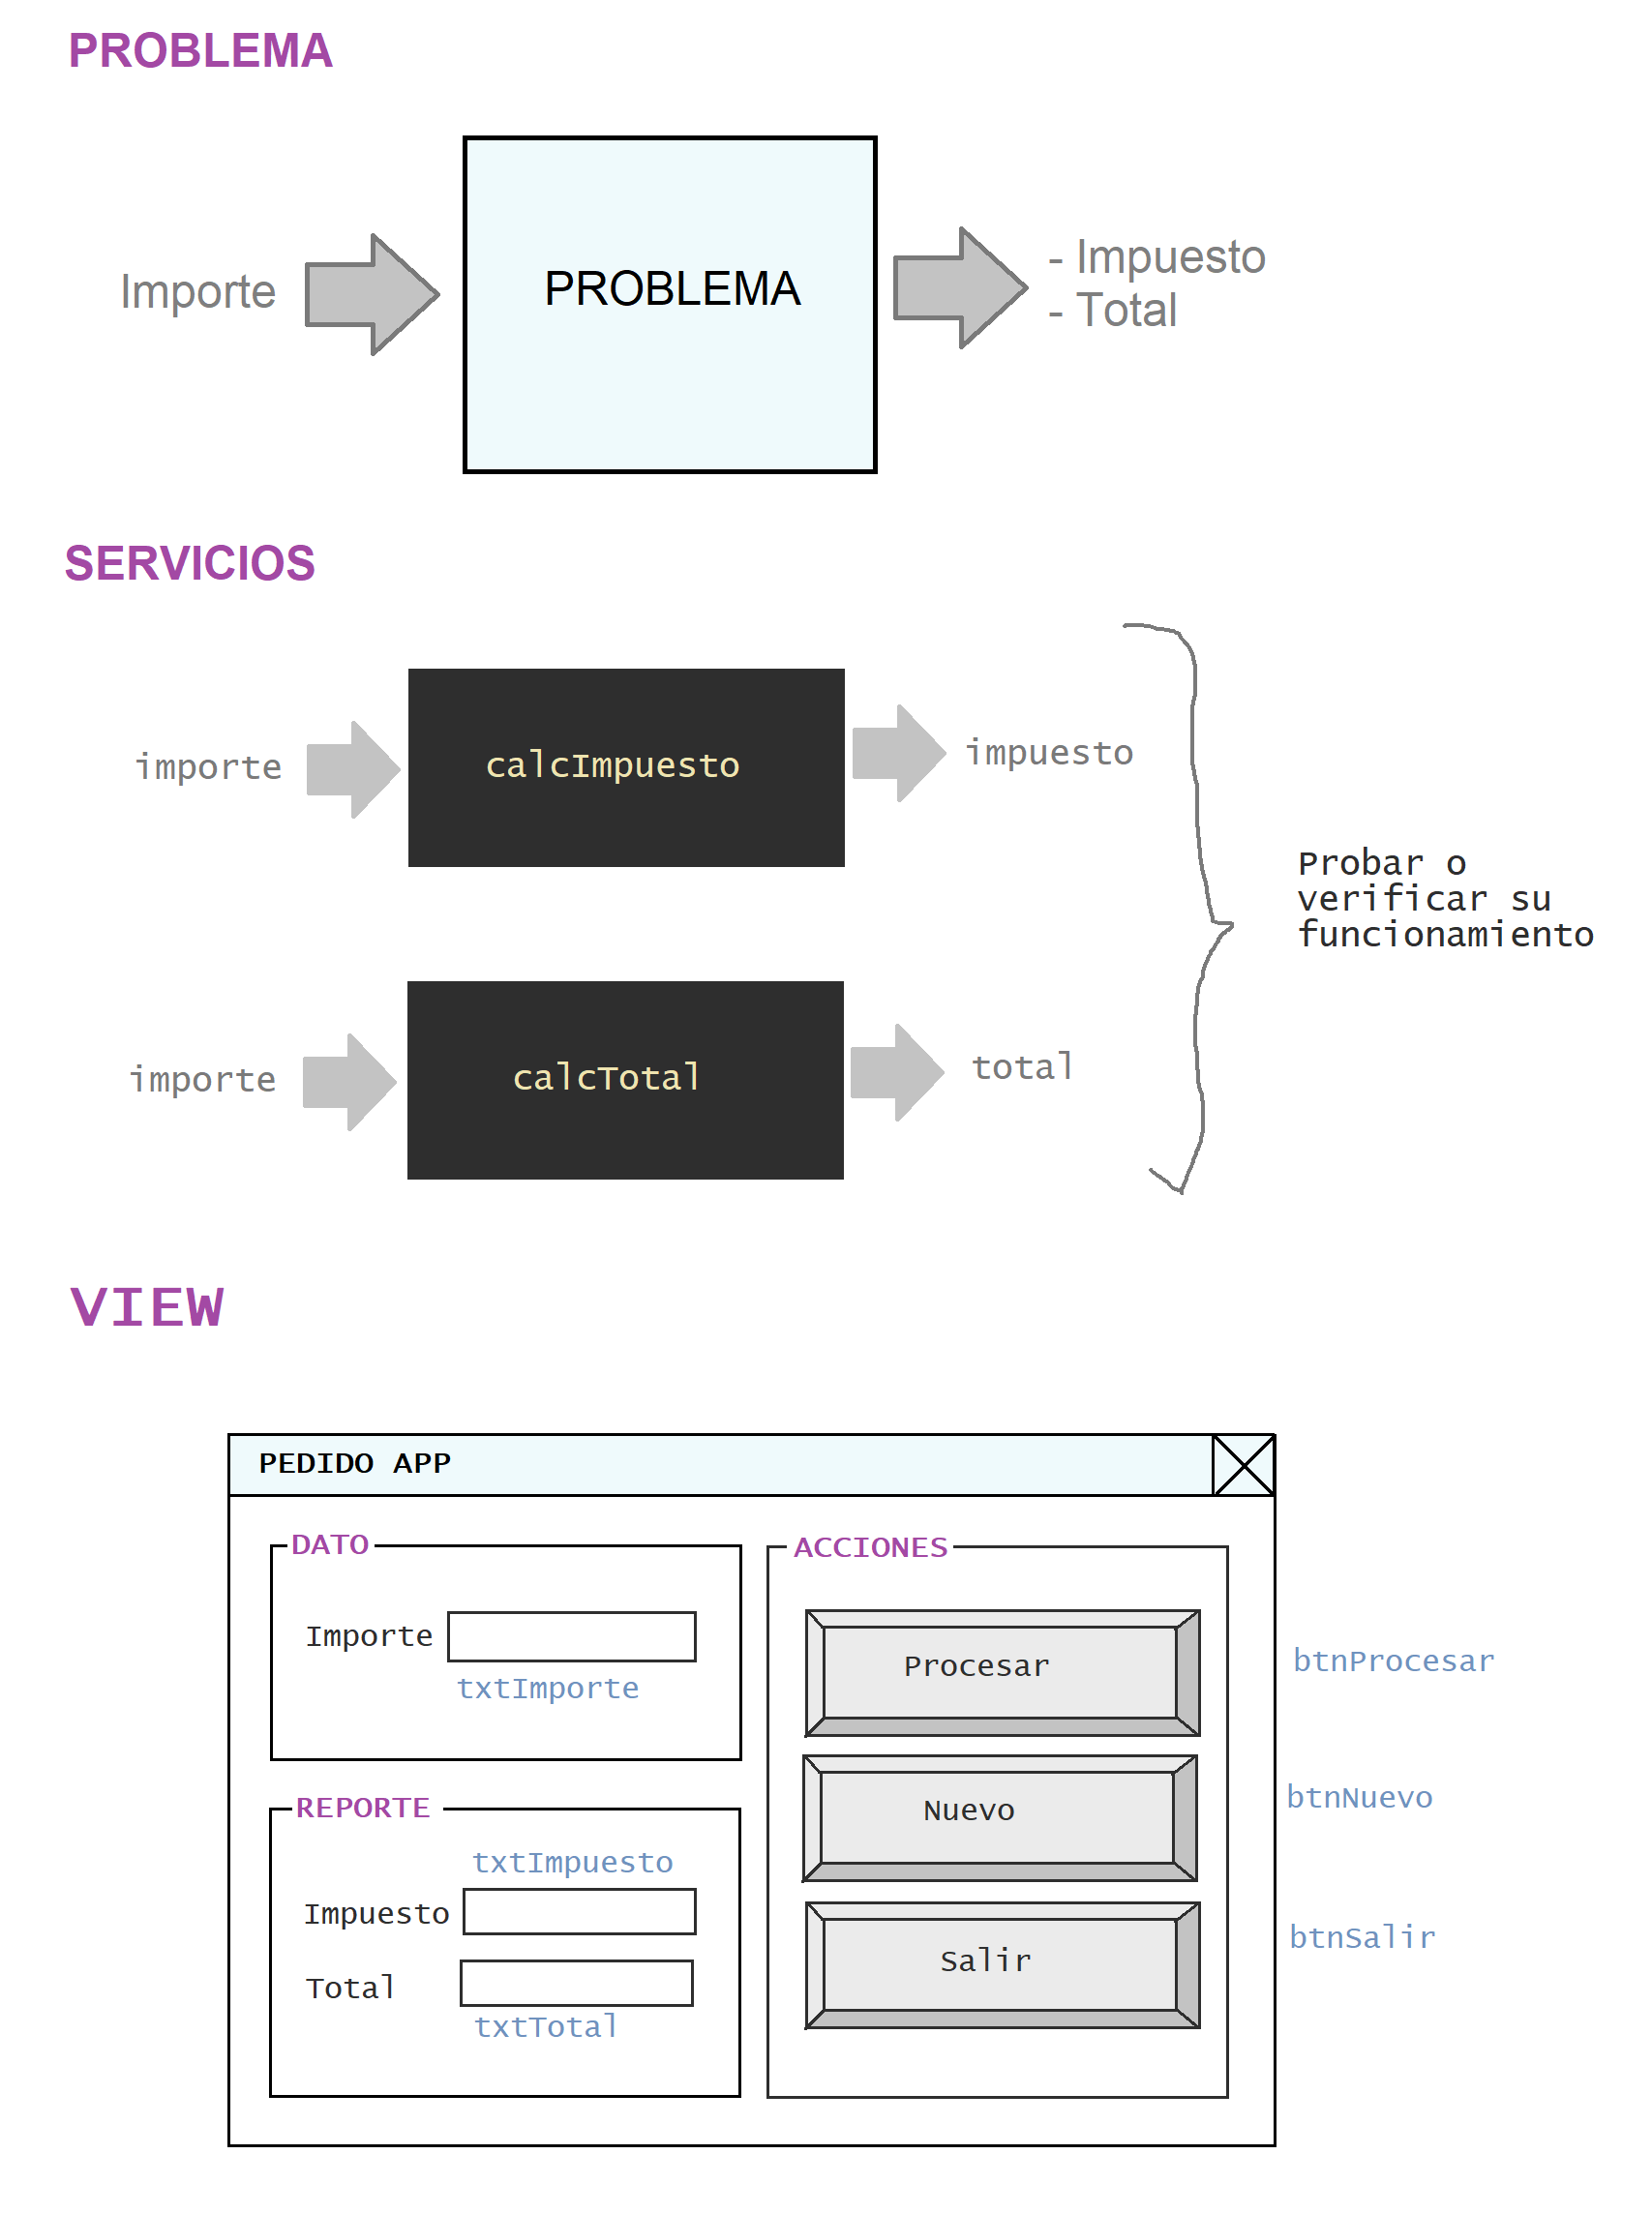 PROBLEMA
Importe
PROBLEMA
- Impuesto
- Total
SERVICIOS
importe
calcImpuesto
impuesto
Probar o
verificar su
funcionamiento
importe
calcTotal
total
VIEW
PEDIDO APP
DATO
Importe
txtImporte
REPORTE
txtImpuesto
Impuesto
Total
txtTotal
ACCIONES
Procesar
btnProcesar
Nuevo
btnNuevo
Salir
btnSalir